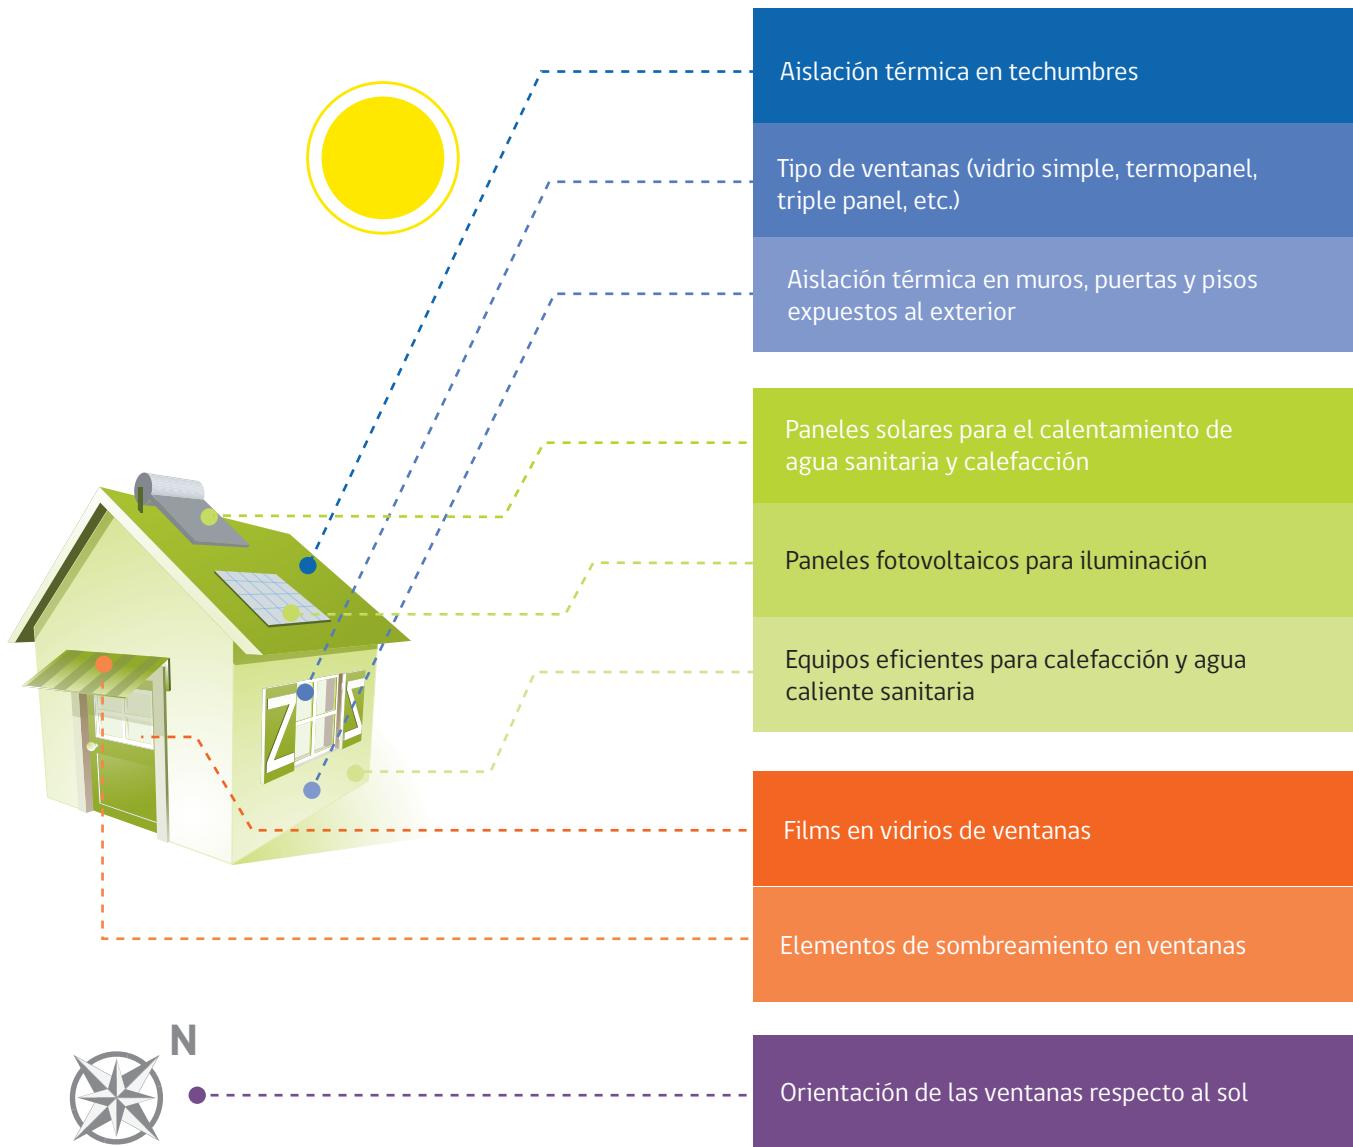 Aislación térmica en techumbres
Tipo de ventanas (vidrio simple, termopanel,
triple panel, etc.)
Aislación térmica en muros, puertas y pisos
expuestos al exterior
Paneles solares para el calentamiento de
agua sanitaria y calefacción
Paneles fotovoltaicos para iluminación
Equipos eficientes para calefacción y agua
caliente sanitaria
Films en vidrios de ventanas
Elementos de sombreamiento en ventanas
N
Orientación de las ventanas respecto al sol